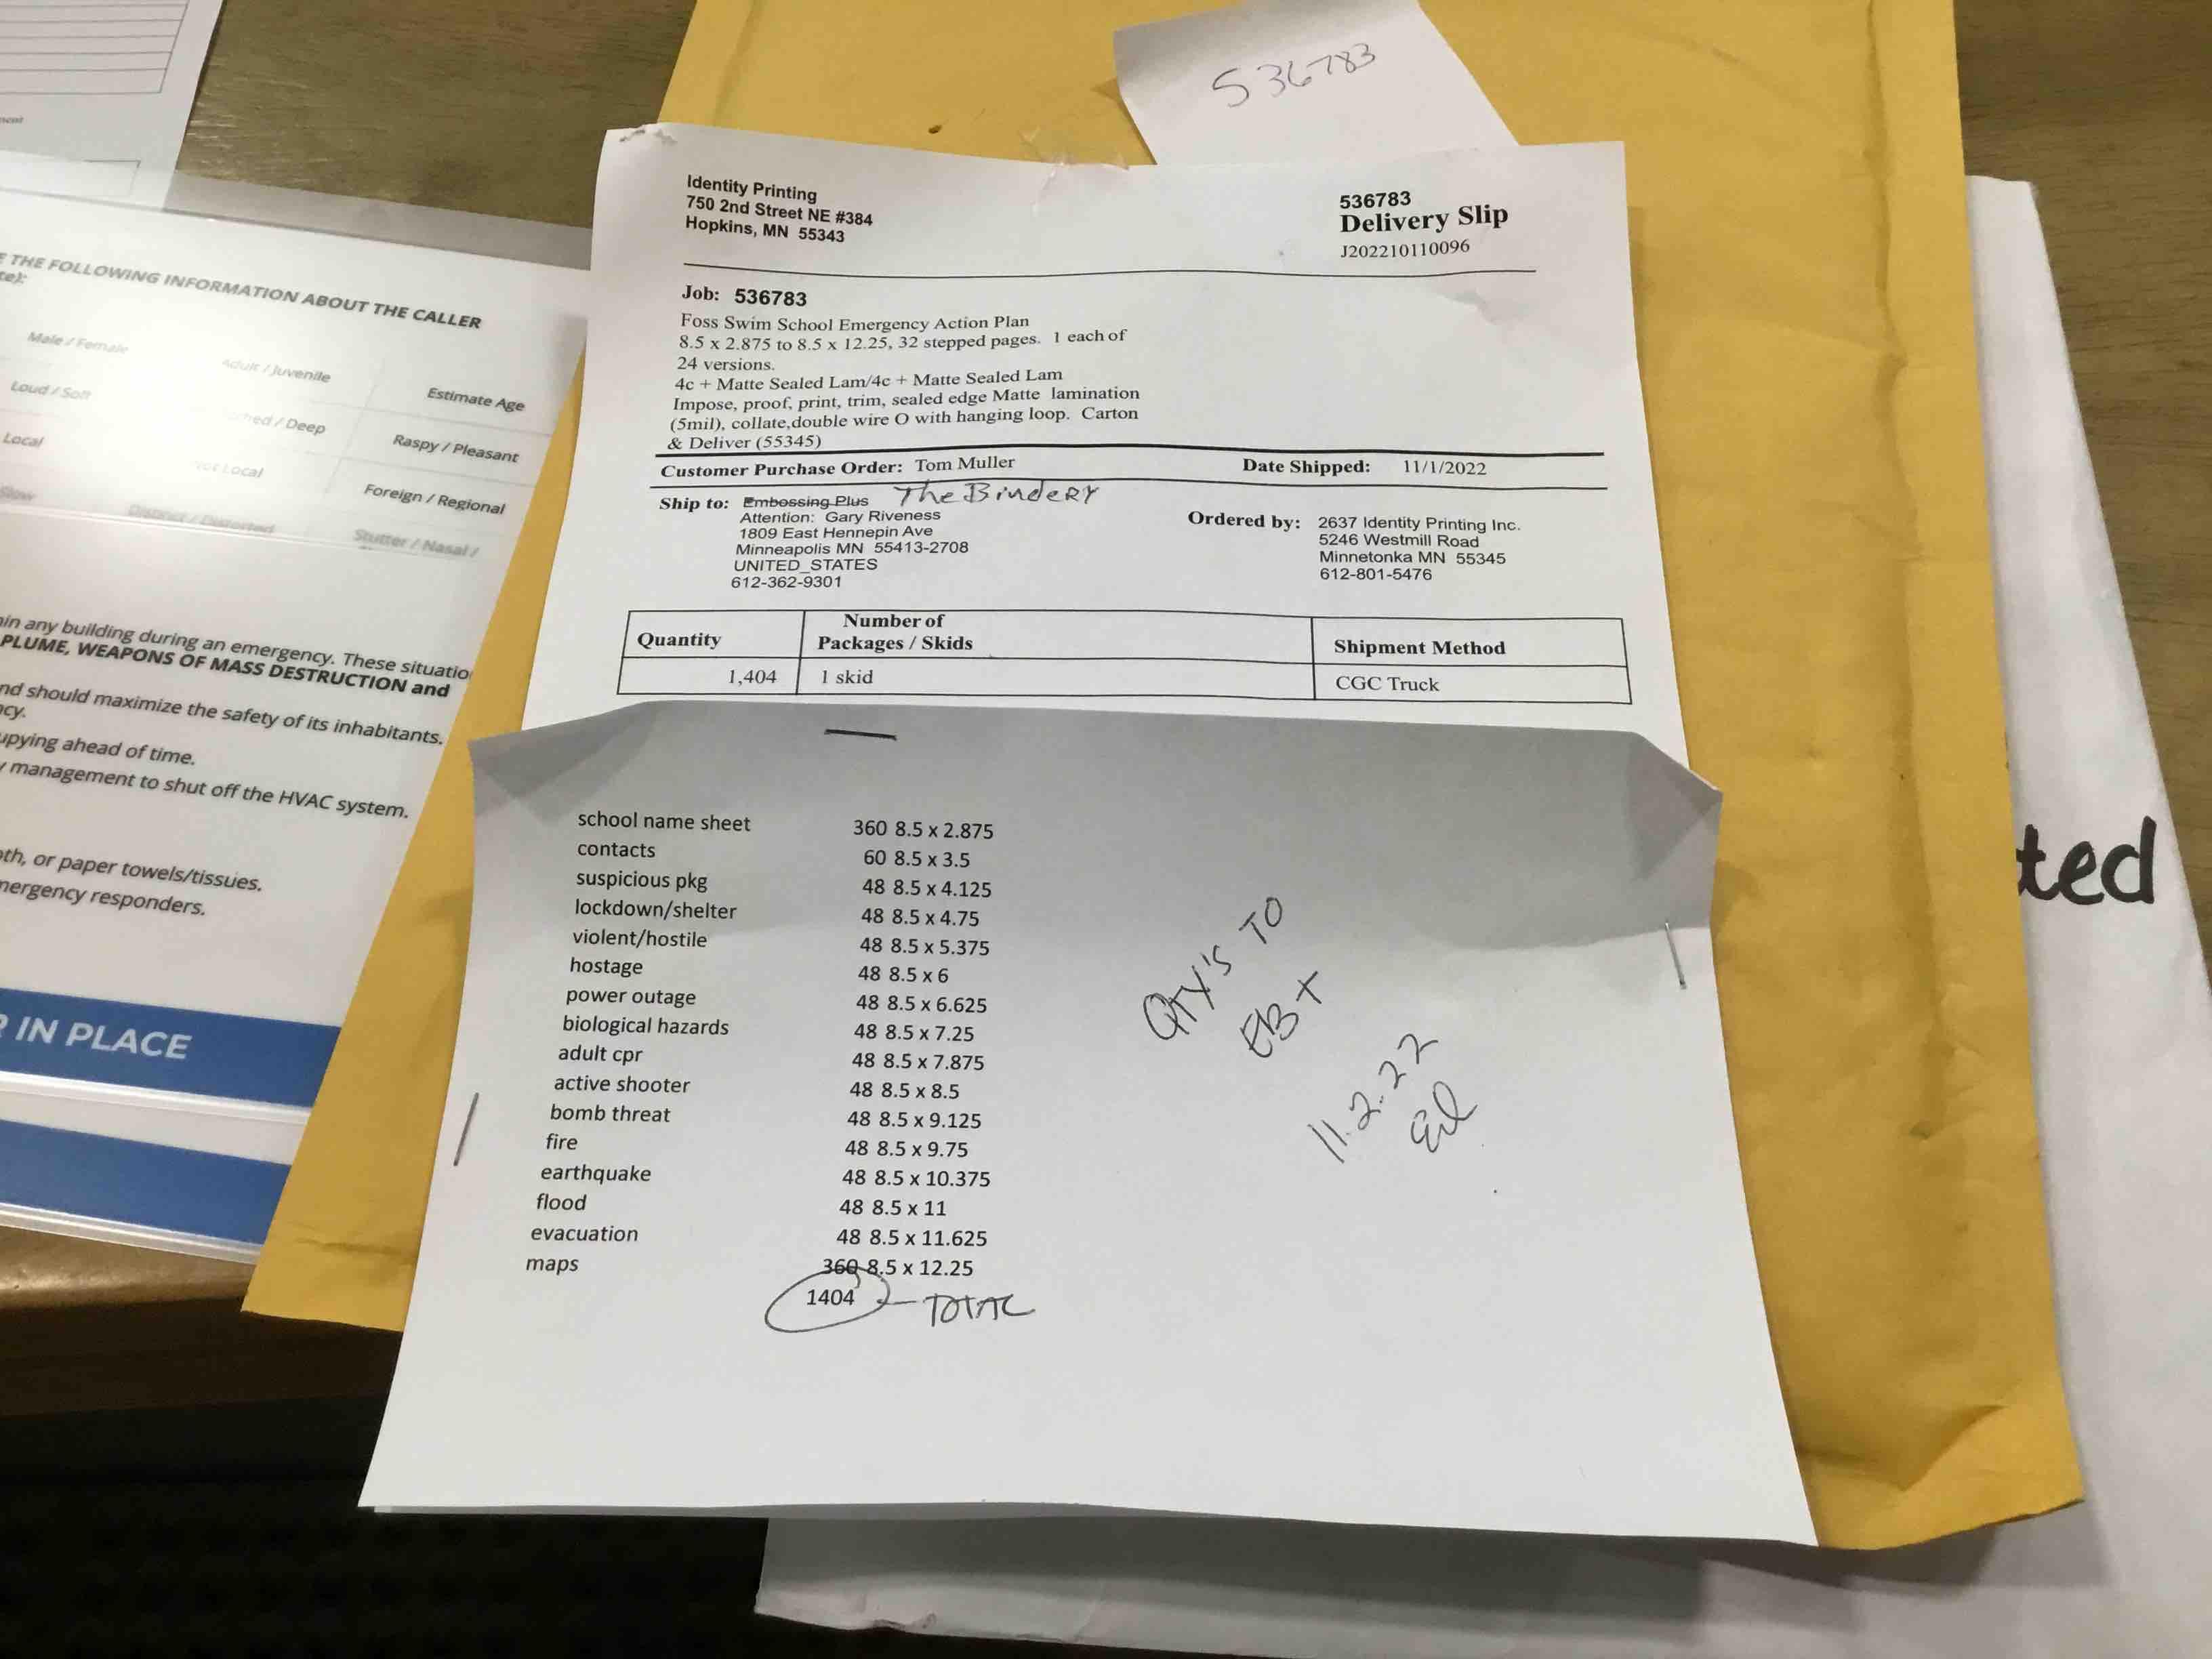 536783
Identity Printing
750 2nd Street NE #384
Hopkins, MN 55343
536783
Delivery Slip
J202210110096
Job: 536783
Foss Swim School Emergency Action Plan
8.5 x 2.875 to 8.5 x 12.25, 32 stepped pages. 1 each of
24 versions.
4c + Matte Sealed Lam/4c + Matte Sealed Lam
Impose, proof, print, trim, sealed edge Matte lamination
(5mil), collate,double wire O with hanging loop. Carton
& Deliver (55345)
Customer Purchase Order: Tom Muller
Date Shipped: 11/1/2022
Ship to: Embossing Plus The BindeRY
Attention: Gary Riveness
1809 East Hennepin Ave
Minneapolis MN 55413-2708
UNITED_STATES
612-362-9301
Ordered by: 2637 Identity Printing Inc.
5246 Westmill Road
Minnetonka MN 55345
612-801-5476
Quantity Number of Packages / Skids Shipment Method
1,404 1 skid CGC Truck
school name sheet 360 8.5 x 2.875
contacts 60 8.5 x 3.5
suspicious pkg 48 8.5 x 4.125
lockdown/shelter 48 8.5 x 4.75
violent/hostile 48 8.5 x 5.375
hostage 48 8.5 x 6
power outage 48 8.5 x 6.625
biological hazards 48 8.5 x 7.25
adult cpr 48 8.5 x 7.875
active shooter 48 8.5 x 8.5
bomb threat 48 8.5 x 9.125
fire 48 8.5 x 9.75
earthquake 48 8.5 x 10.375
flood 48 8.5 x 11
evacuation 48 8.5 x 11.625
maps 360 8.5 x 12.25
1404 TOTAL
QTY'S TO
EB +
11.2.22
THE FOLLOWING INFORMATION ABOUT THE CALLER
Male / Female Adult / Juvenile Estimate Age
Loud / Soft / Deep Raspy / Pleasant
Local Local Foreign / Regional
Slow Distinct / Distorted Stutter / Nasal /
any building during an emergency. These situatio
PLUME, WEAPONS OF MASS DESTRUCTION and
should maximize the safety of its inhabitants.
ahead of time.
management to shut off the HVAC system.
or paper towels/tissues.
responders.
IN PLACE
ted